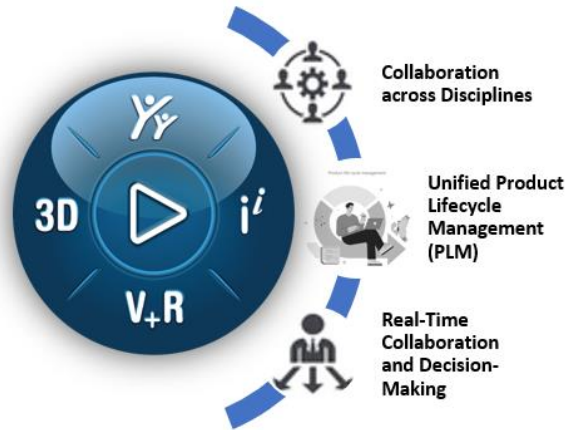 Collaboration
across Disciplines
3D
i i
V+R
Unified Product
Lifecycle
Management
(PLM)
Real-Time
Collaboration
and Decision-
Making